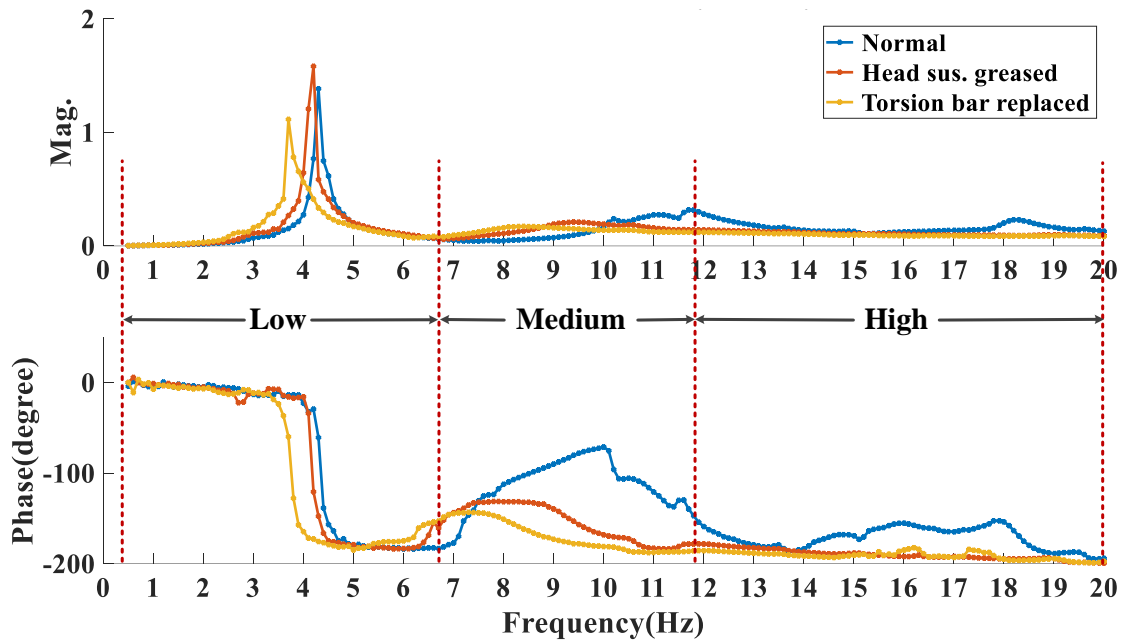 2
Normal
Head sus. greased
Torsion bar replaced
Mag.
1
0
0 1 2 3 4 5 6 7 8 9 10 11 12 13 14 15 16 17 18 19 20
Low Medium High
0
Phase(degree)
-100
-200
0 1 2 3 4 5 6 7 8 9 10 11 12 13 14 15 16 17 18 19 20
Frequency(Hz)